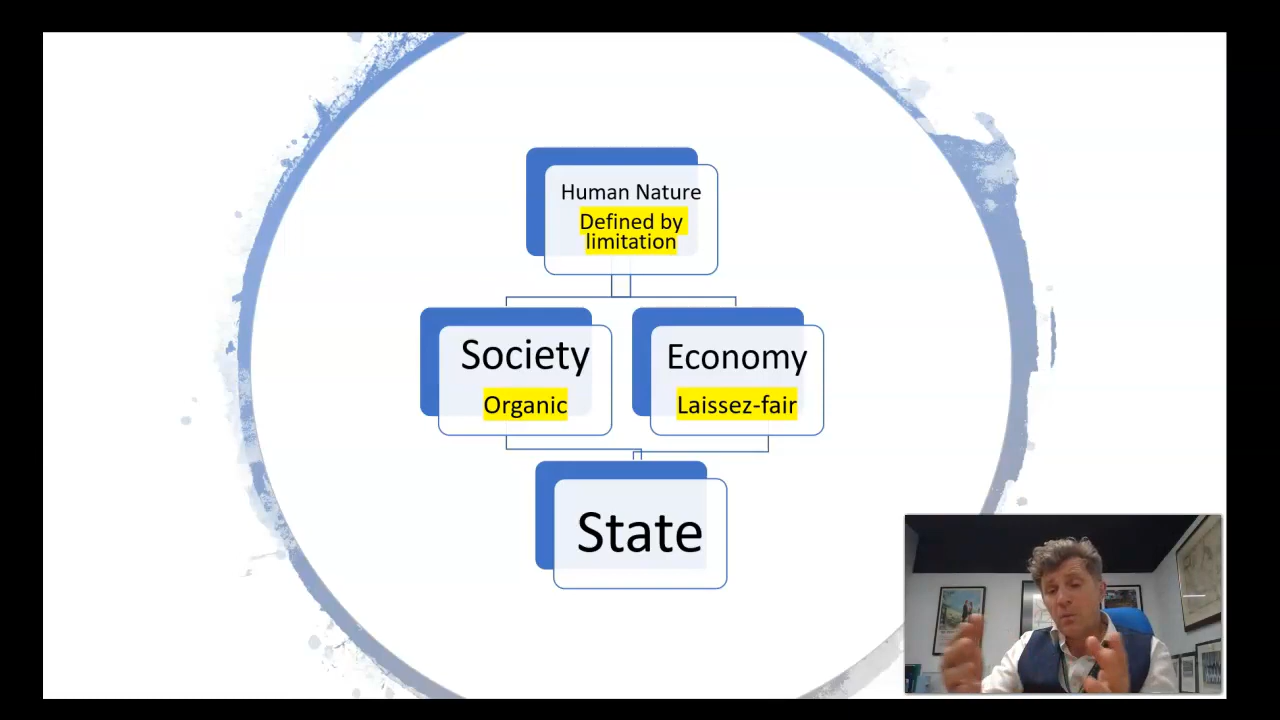 Human Nature
Defined by
limitation
Society
Organic
Economy
Laissez-fair
State